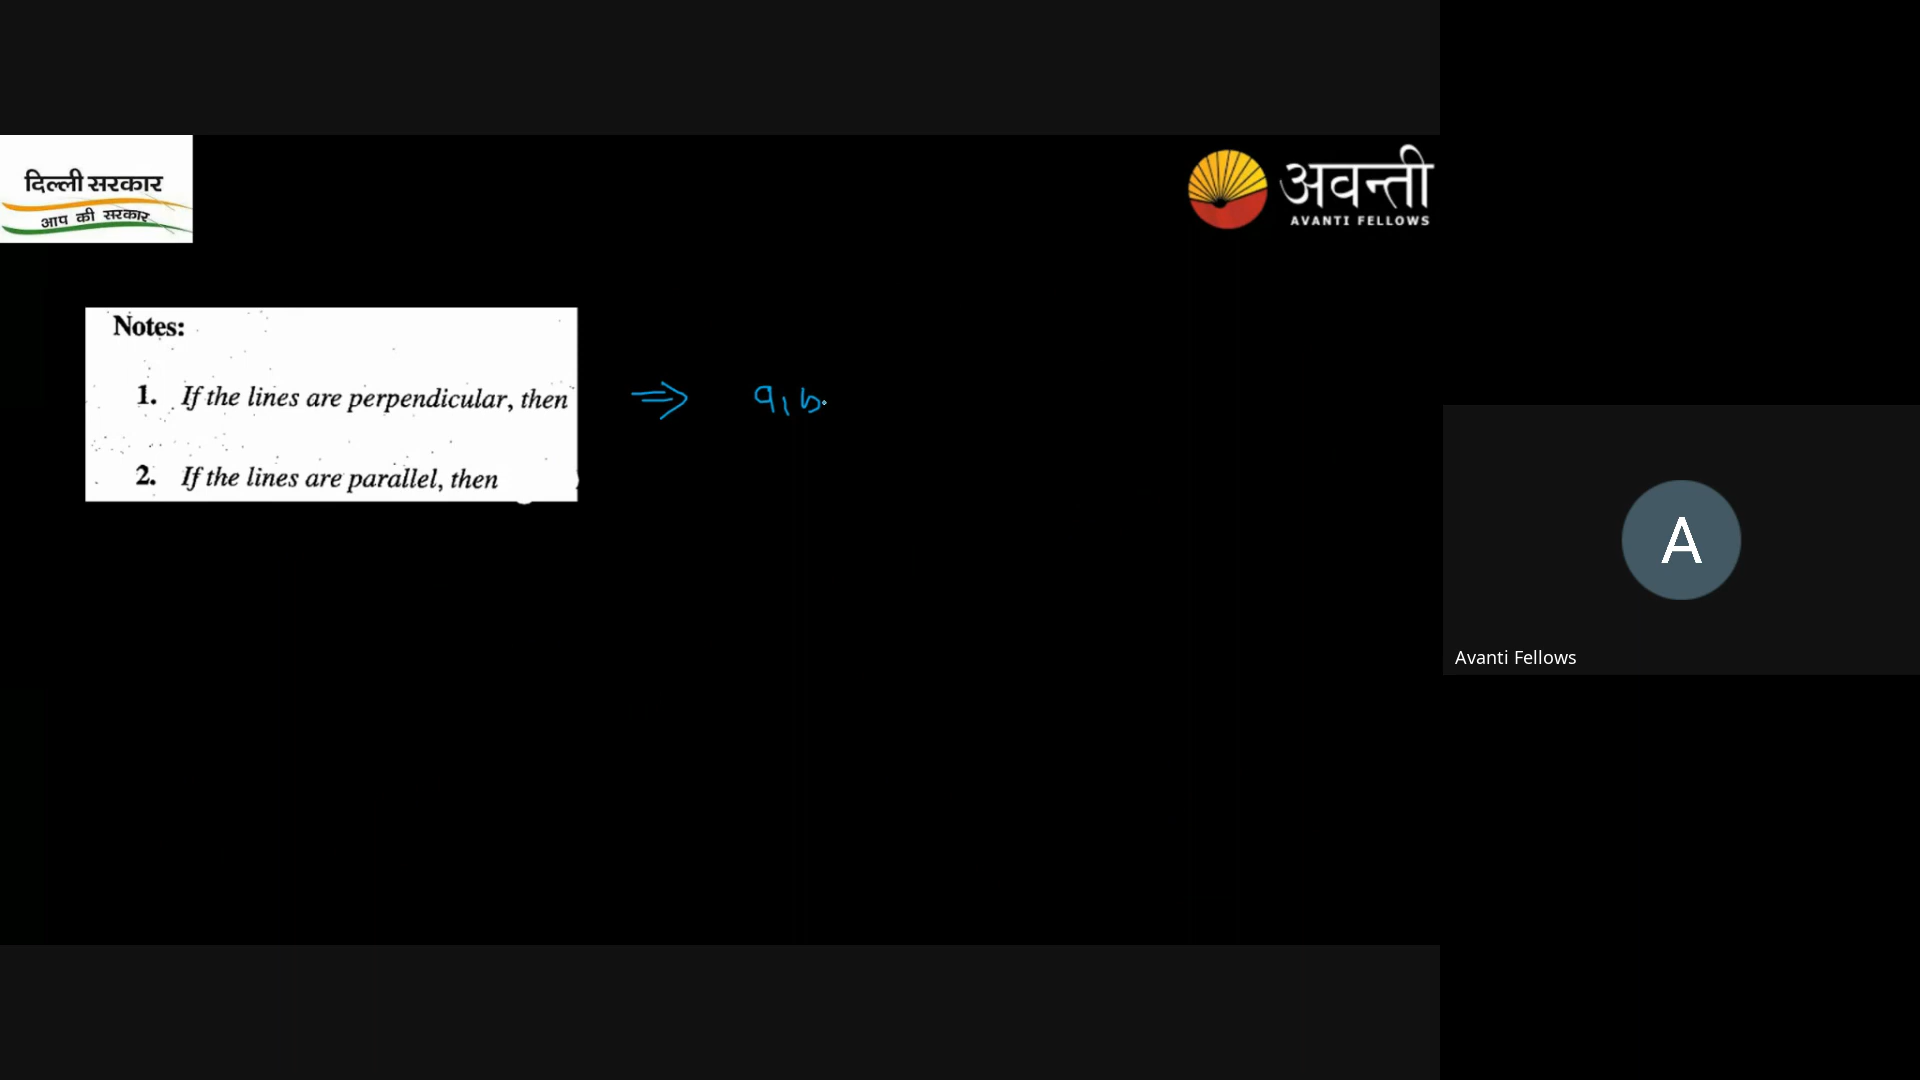 दिल्ली सरकार
आप की सरकार
अवन्ती
AVANTI FELLOWS
Notes:
1. If the lines are perpendicular, then ⇒ a₁b
2. If the lines are parallel, then
A
Avanti Fellows